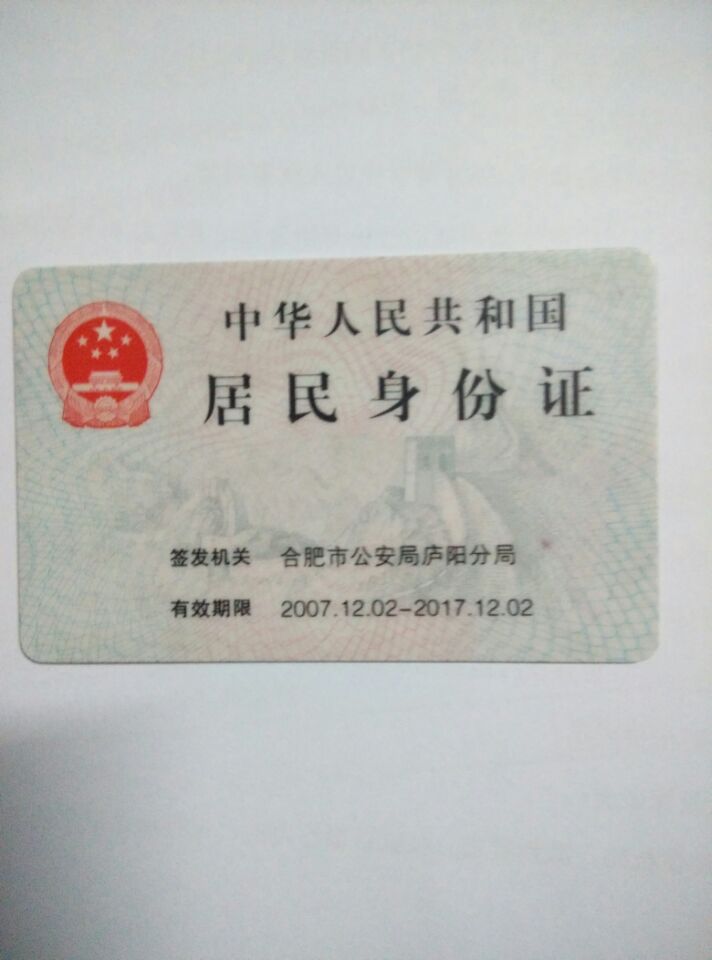 中华人民共和国
居民身份证
签发机关 合肥市公安局庐阳分局
有效期限 2007.12.02-2017.12.02